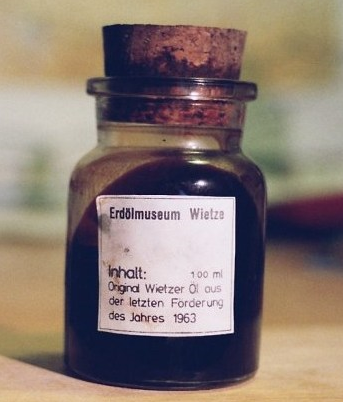 Erdölmuseum Wietze
Inhalt: 100 ml
Original Wietzer Öl aus
der letzten Förderung
des Jahres 1963